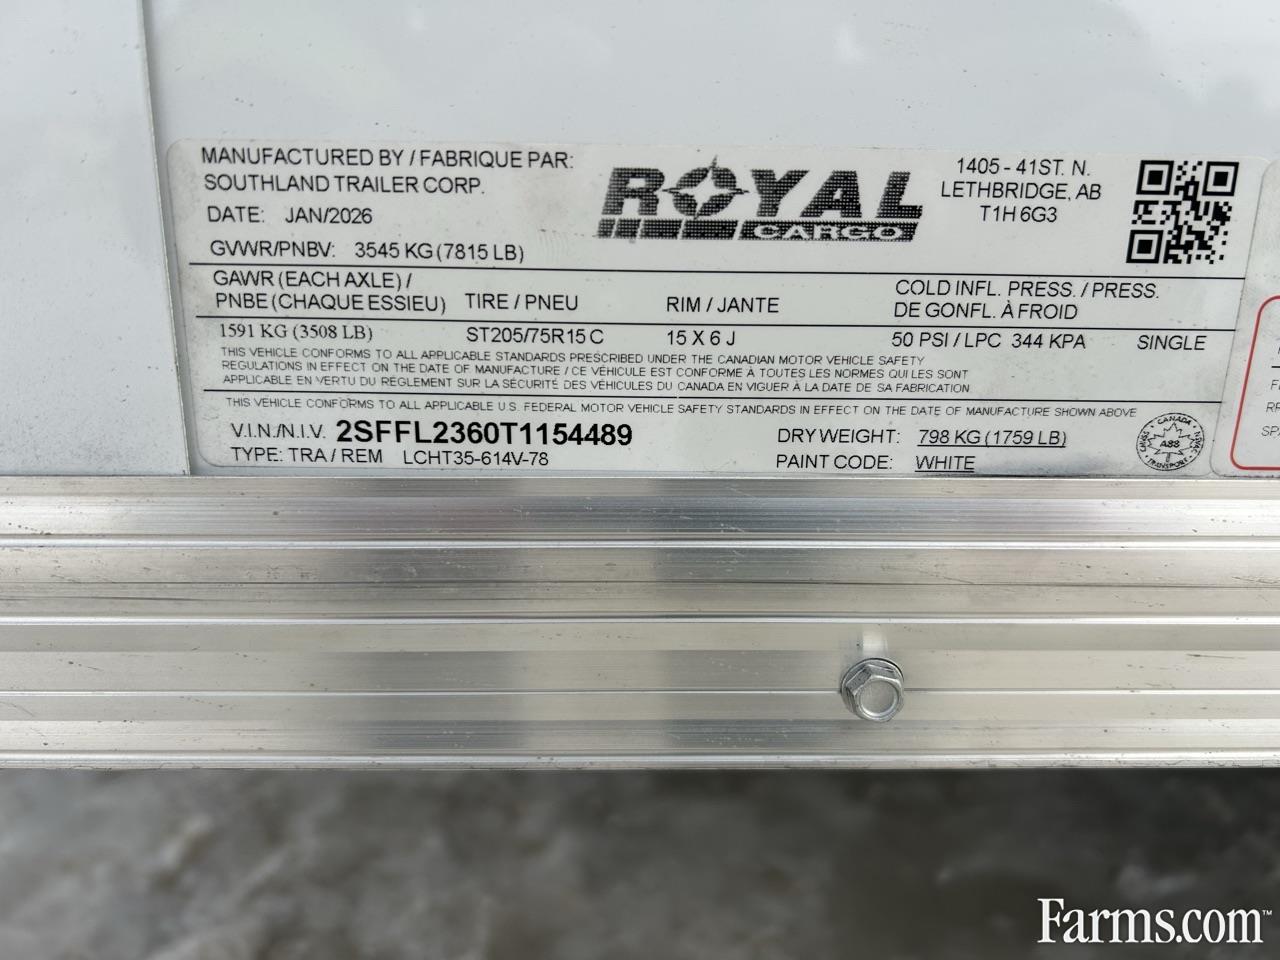 MANUFACTURED BY / FABRIQUE PAR:
SOUTHLAND TRAILER CORP.
DATE: JAN/2026
GVWR/PNBV: 3545 KG (7815 LB)
ROYAL
CARGO
1405 - 41ST. N.
LETHBRIDGE, AB
T1H 6G3
GAWR (EACH AXLE) /
PNBE (CHAQUE ESSIEU) TIRE / PNEU RIM / JANTE
COLD INFL. PRESS. / PRESS.
DE GONFL. À FROID
1591 KG (3508 LB) ST205/75R15 C 15 X 6 J 50 PSI / LPC 344 KPA SINGLE
THIS VEHICLE CONFORMS TO ALL APPLICABLE STANDARDS PRESCRIBED UNDER THE CANADIAN MOTOR VEHICLE SAFETY
REGULATIONS IN EFFECT ON THE DATE OF MANUFACTURE / CE VEHICULE EST CONFORME À TOUTES LES NORMES QUI LES SONT
APPLICABLE EN VERTU DU RÈGLEMENT SUR LA SÉCURITÉ DES VÉHICULES DU CANADA EN VIGUER À LA DATE DE SA FABRICATION
THIS VEHICLE CONFORMS TO ALL APPLICABLE U.S. FEDERAL MOTOR VEHICLE SAFETY STANDARDS IN EFFECT ON THE DATE OF MANUFACTURE SHOWN ABOVE
V.I.N./N.I.V. 2SFFL2360T1154489 DRY WEIGHT: 798 KG (1759 LB)
TYPE: TRA / REM LCHT35-614V-78 PAINT CODE: WHITE
CANADA
A88
TRANSPORT
Farms.com™